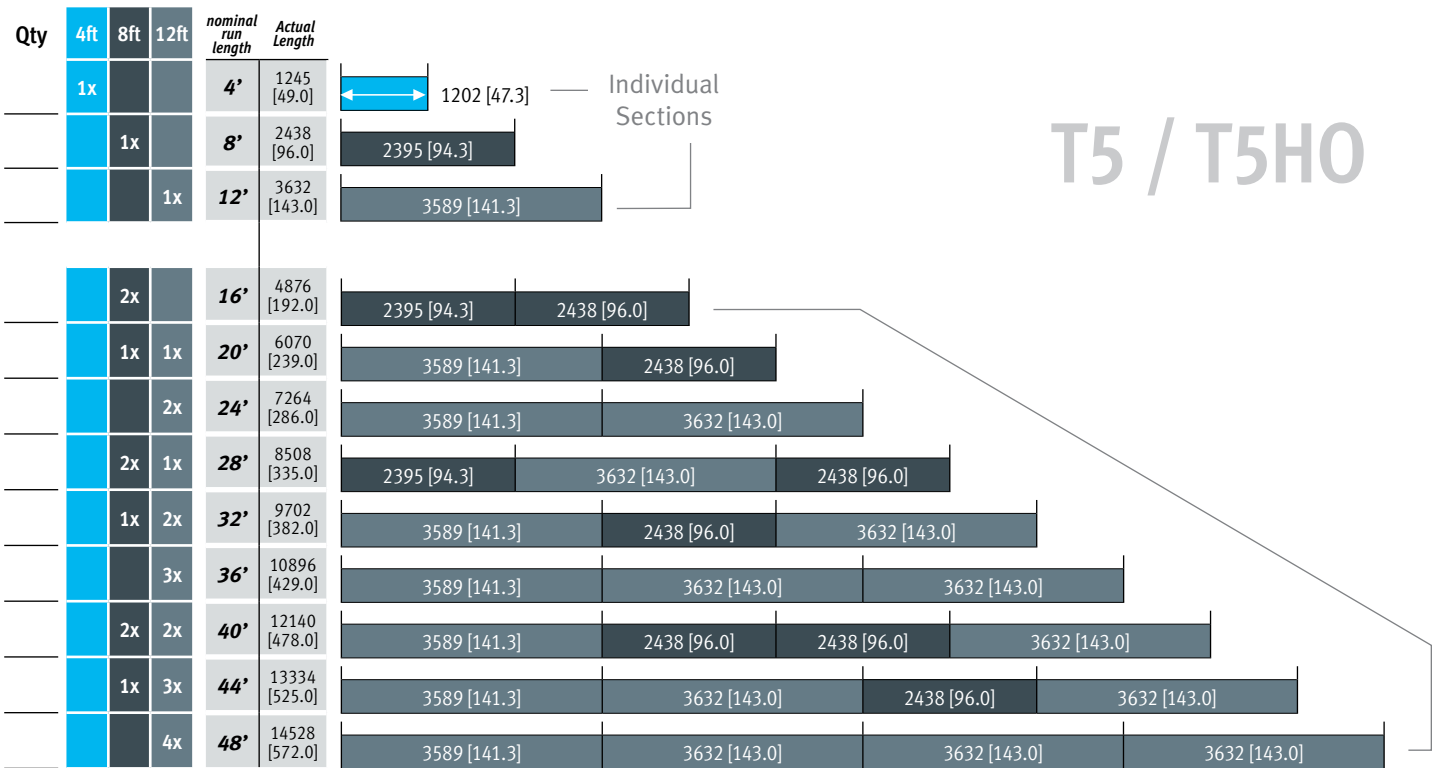 Qty 4ft 8ft 12ft nominal run length Actual Length
1x 4’ 1245 [49.0] 1202 [47.3] Individual Sections
T5 / T5HO
1x 8’ 2438 [96.0] 2395 [94.3]
1x 12’ 3632 [143.0] 3589 [141.3]
2x 16’ 4876 [192.0] 2395 [94.3] 2438 [96.0]
1x 1x 20’ 6070 [239.0] 3589 [141.3] 2438 [96.0]
2x 24’ 7264 [286.0] 3589 [141.3] 3632 [143.0]
2x 1x 28’ 8508 [335.0] 2395 [94.3] 3632 [143.0] 2438 [96.0]
1x 2x 32’ 9702 [382.0] 3589 [141.3] 2438 [96.0] 3632 [143.0]
3x 36’ 10896 [429.0] 3589 [141.3] 3632 [143.0] 3632 [143.0]
2x 2x 40’ 12140 [478.0] 3589 [141.3] 2438 [96.0] 2438 [96.0] 3632 [143.0]
1x 3x 44’ 13334 [525.0] 3589 [141.3] 3632 [143.0] 2438 [96.0] 3632 [143.0]
4x 48’ 14528 [572.0] 3589 [141.3] 3632 [143.0] 3632 [143.0] 3632 [143.0]